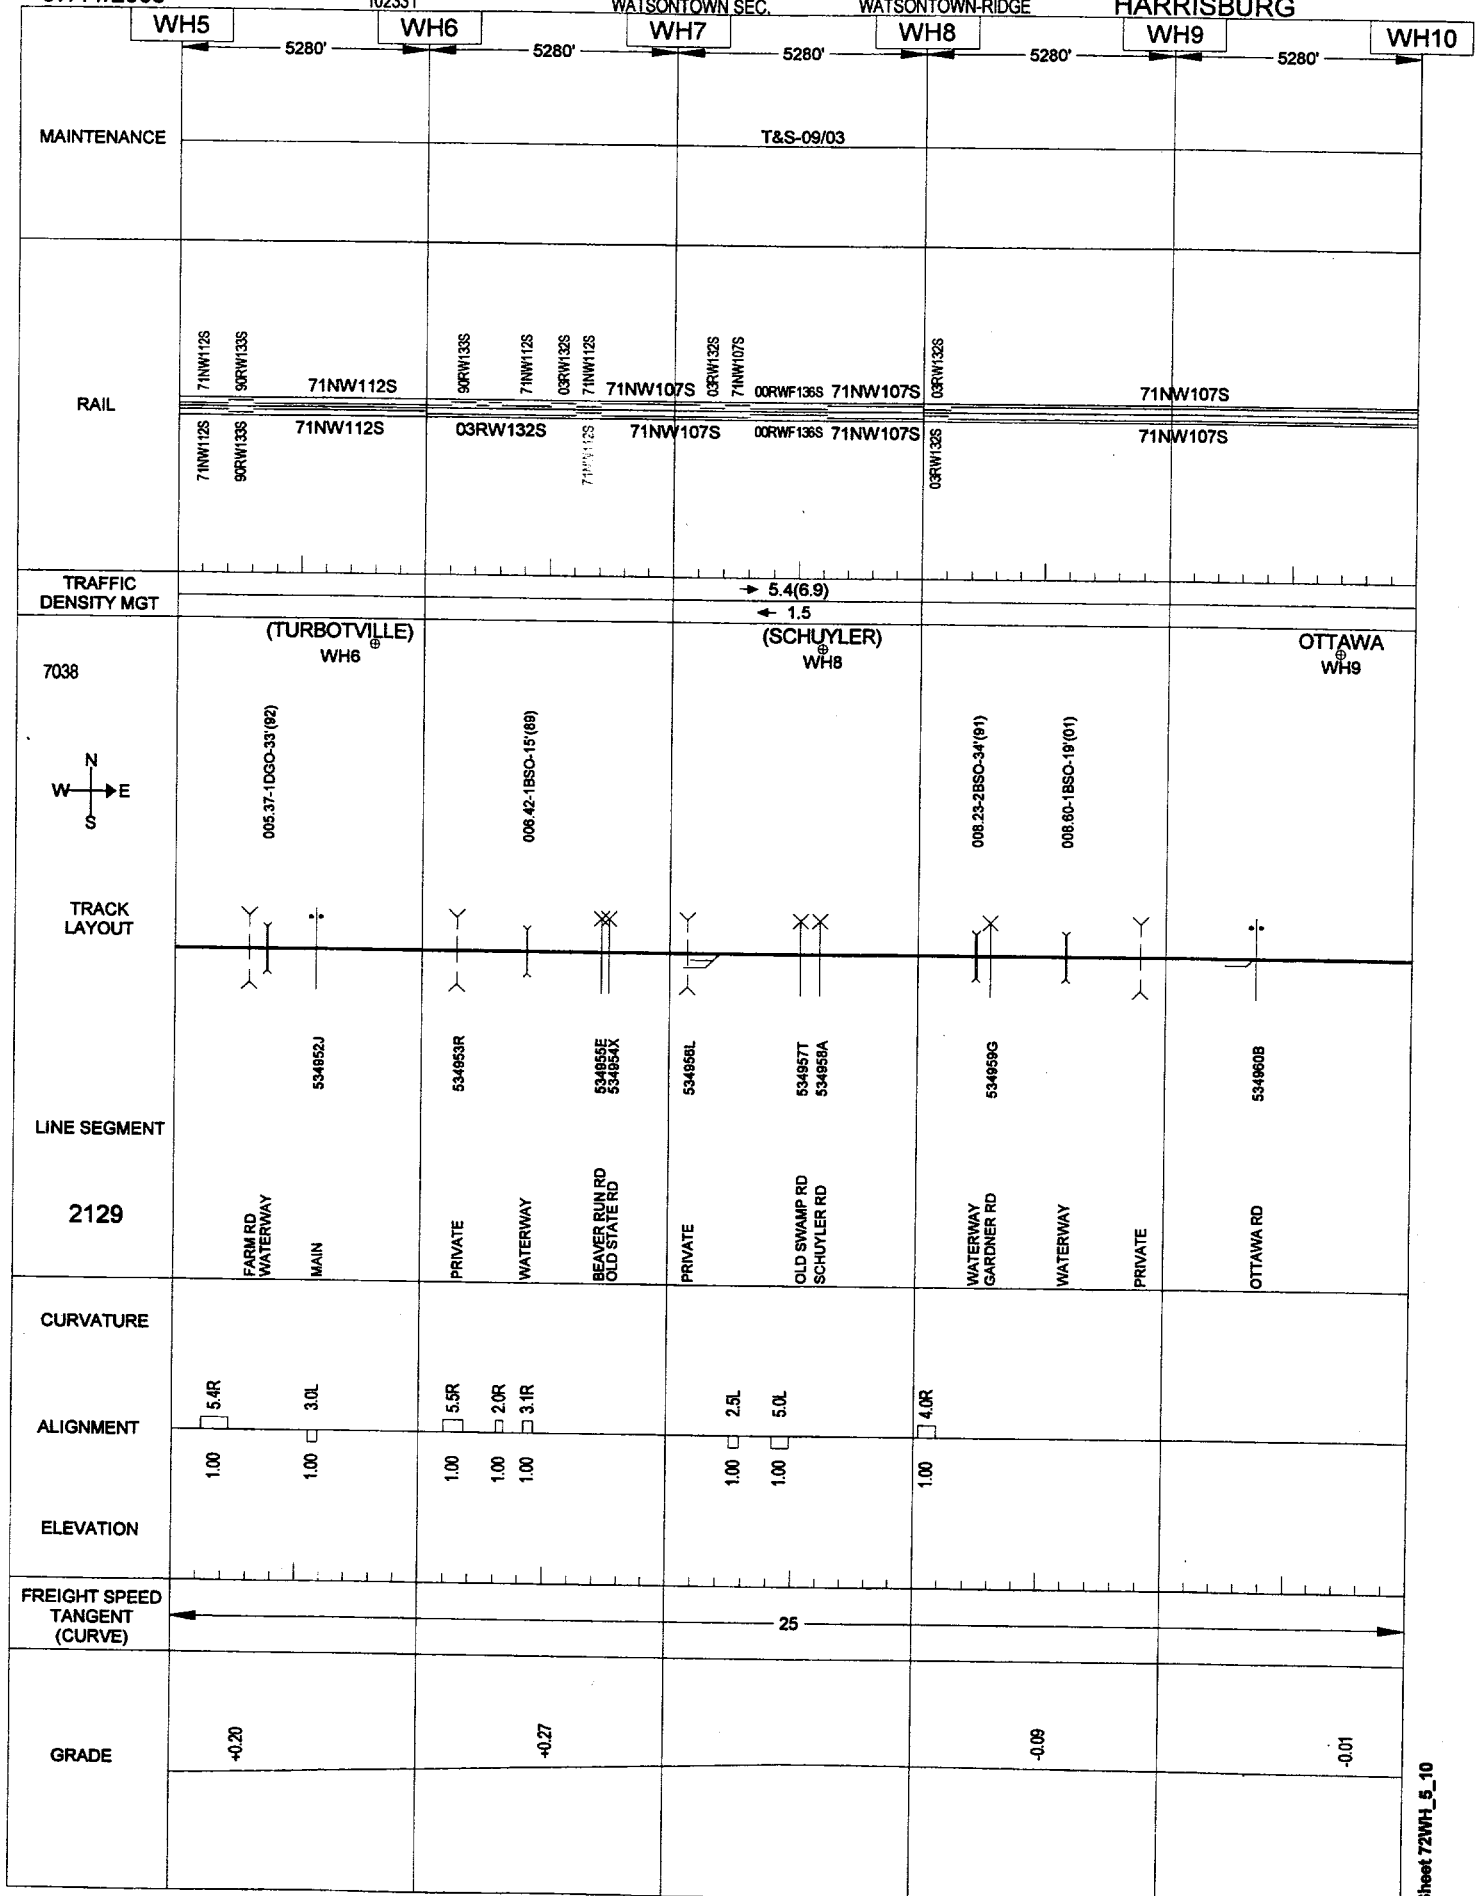 102331
WATSONTOWN SEC.
WATSONTOWN-RIDGE
HARRISBURG
WH5
WH6
WH7
WH8
WH9
WH10
5280'
5280'
5280'
5280'
5280'
MAINTENANCE
T&S-09/03
71NW112S
90RW133S
71NW112S
90RW133S
71NW112S
03RW132S
71NW112S
71NW107S
03RW132S
71NW107S
00RWF136S
71NW107S
03RW132S
71NW107S
RAIL
71NW112S
90RW133S
71NW112S
03RW132S
71NW112S
71NW107S
00RWF136S
71NW107S
03RW132S
71NW107S
TRAFFIC
DENSITY MGT
5.4(6.9)
1.5
(TURBOTVILLE)
WH6
(SCHUYLER)
WH8
OTTAWA
WH9
7038
N
W E
S
005.37-1DGO-33'(92)
006.42-1BSO-15'(89)
008.23-2BSO-34'(91)
008.60-1BSO-19'(01)
TRACK
LAYOUT
534952J
534953R
534955E
534954X
534956L
534957T
534958A
534959G
534960B
LINE SEGMENT
2129
FARM RD
WATERWAY
MAIN
PRIVATE
WATERWAY
BEAVER RUN RD
OLD STATE RD
PRIVATE
OLD SWAMP RD
SCHUYLER RD
WATERWAY
GARDNER RD
WATERWAY
PRIVATE
OTTAWA RD
CURVATURE
5.4R
3.0L
5.5R
2.0R
3.1R
2.5L
5.0L
4.0R
ALIGNMENT
1.00
1.00
1.00
1.00
1.00
1.00
1.00
1.00
ELEVATION
FREIGHT SPEED
TANGENT
(CURVE)
25
GRADE
+0.20
+0.27
-0.09
-0.01
Sheet 72WH_5_10